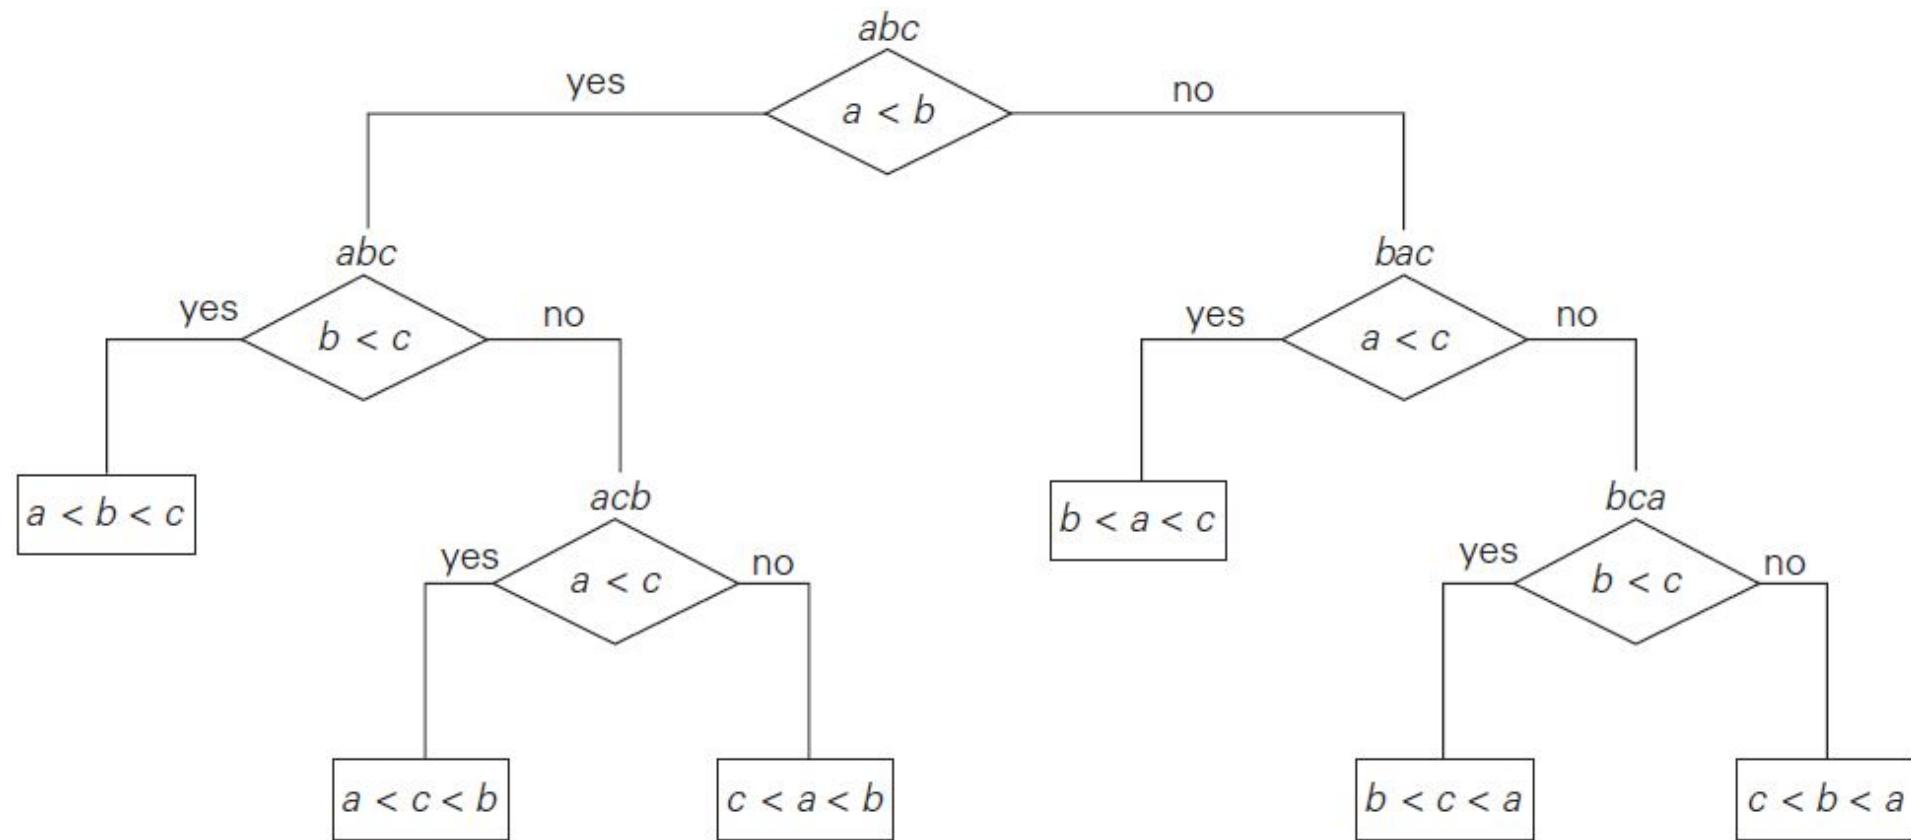 abc
yes
a < b
no
abc
bac
yes
b < c
no
yes
a < c
no
a < b < c
acb
b < a < c
bca
yes
a < c
no
yes
b < c
no
a < c < b
c < a < b
b < c < a
c < b < a